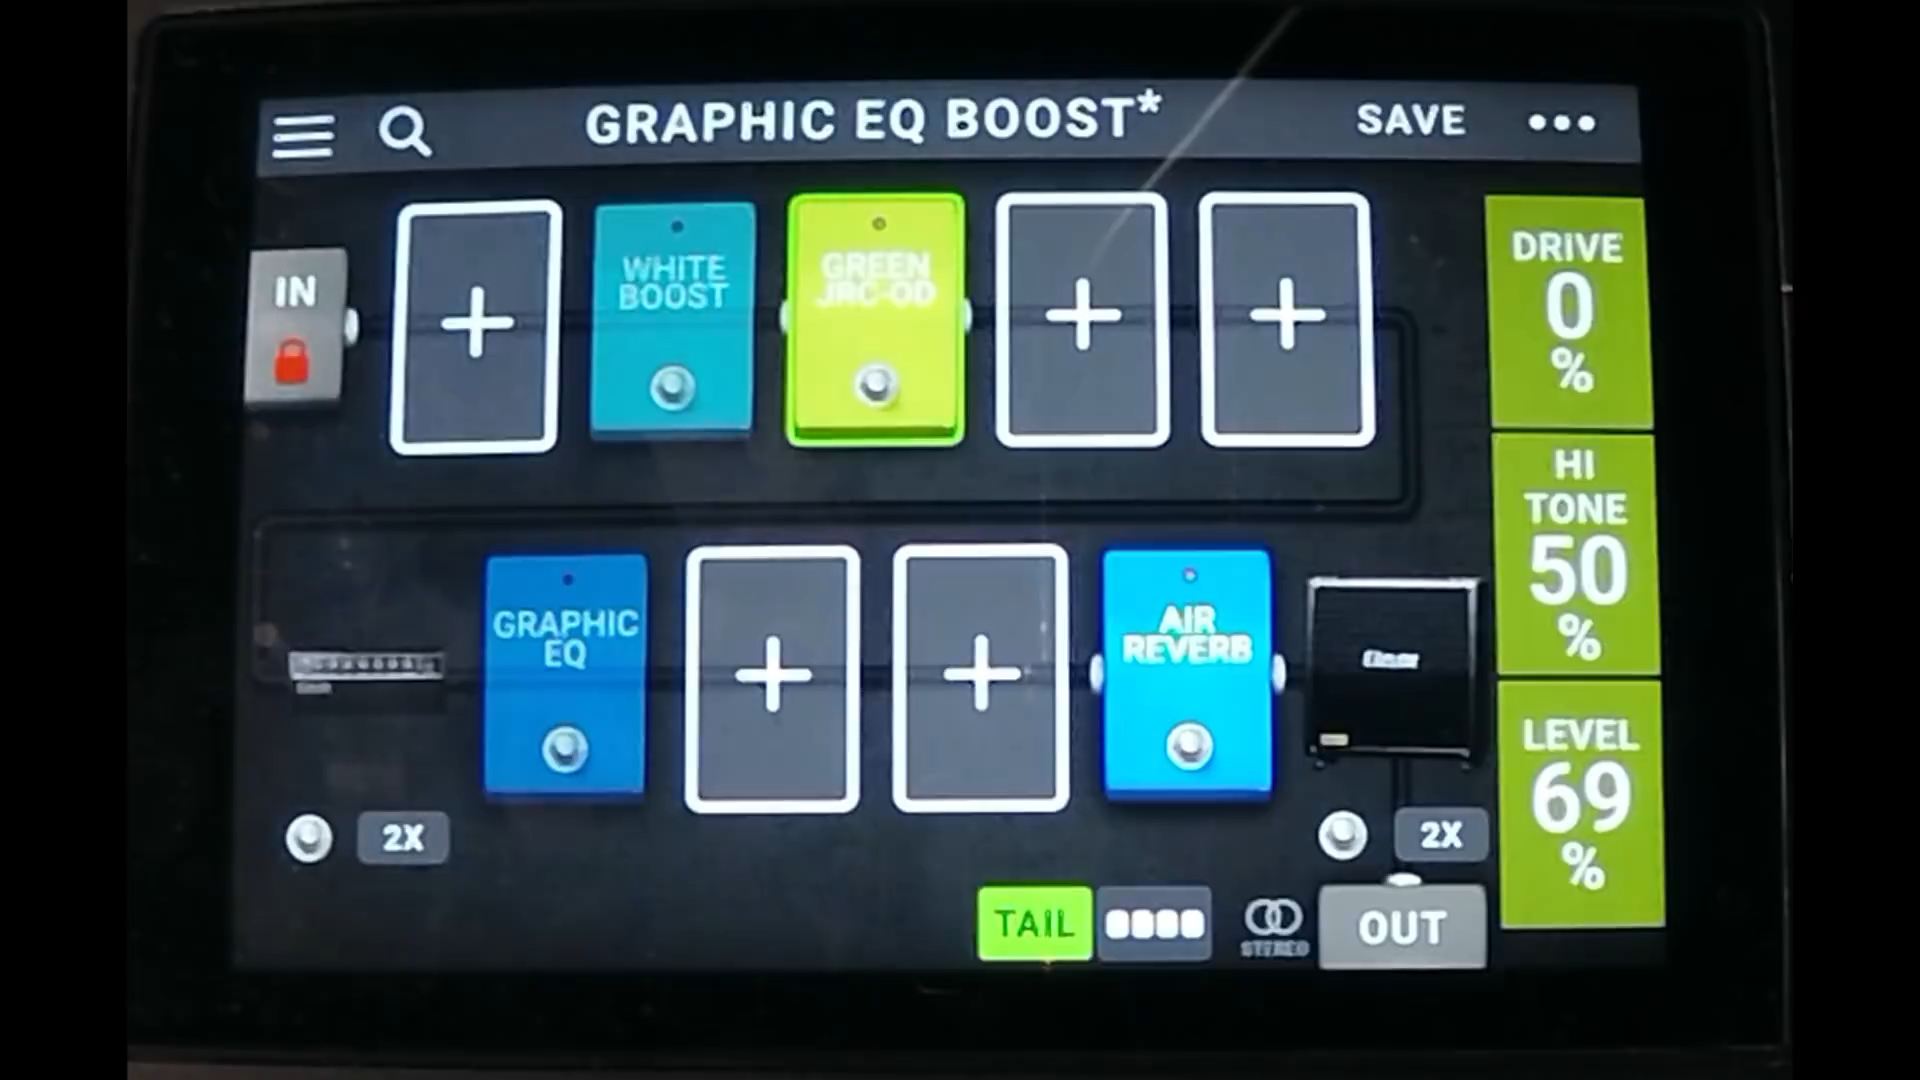 GRAPHIC EQ BOOST*
SAVE
IN
WHITE
BOOST
GREEN
JRC-OD
DRIVE
0
%
HI
TONE
50
%
LEVEL
69
%
GRAPHIC
EQ
AIR
REVERB
2X
2X
TAIL
STEREO
OUT